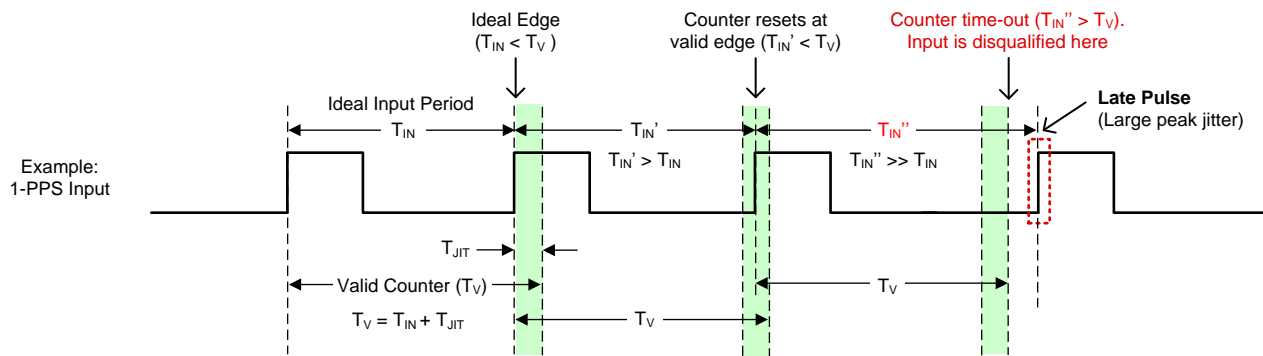 Ideal Edge
(TIN < TV )
Counter resets at
valid edge (TIN' < TV)
Counter time-out (TIN'' > TV).
Input is disqualified here
Ideal Input Period
TIN
TIN'
TIN''
Late Pulse
(Large peak jitter)
Example:
1-PPS Input
TIN' > TIN
TIN'' >> TIN
TJIT
Valid Counter (TV)
TV
TV = TIN + TJIT
TV